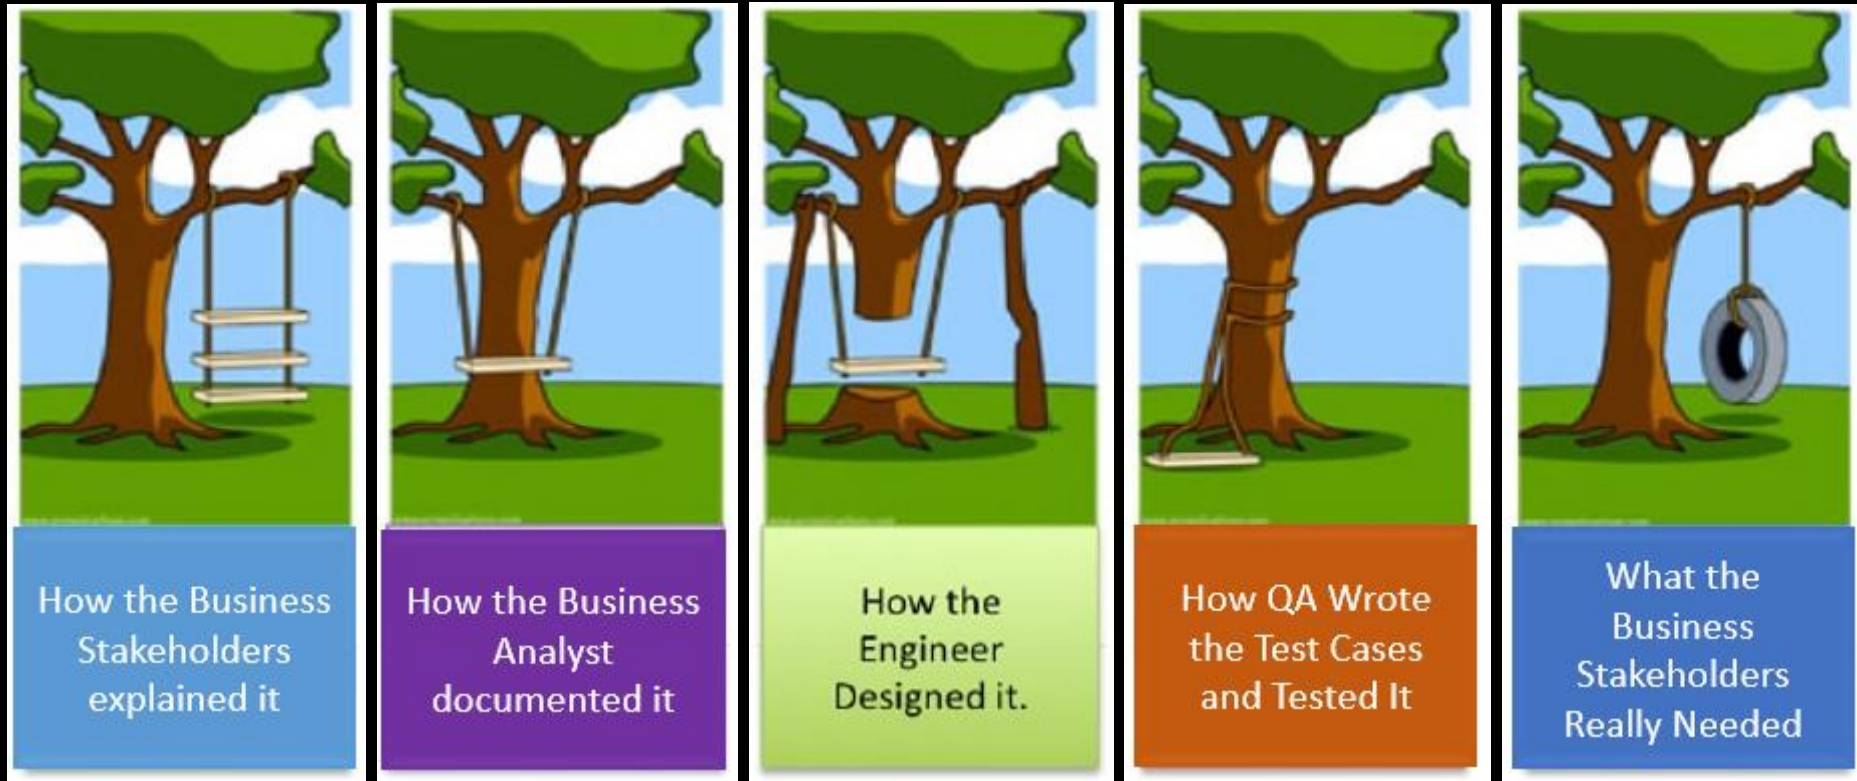 How the Business
Stakeholders
explained it
How the Business
Analyst
documented it
How the
Engineer
Designed it.
How QA Wrote
the Test Cases
and Tested It
What the
Business
Stakeholders
Really Needed